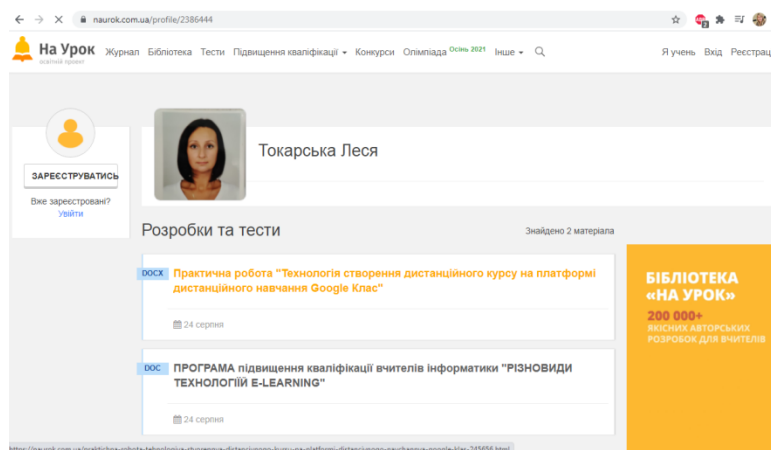 naurok.com.ua/profile/2386444
2
На Урок
освітній проект
Журнал Бібліотека Тести Підвищення кваліфікації Конкурси Олімпіада Осінь 2021 Інше
Я учень Вхід Реєстрац
Токарська Леся
ЗАРЕЄСТРУВАТИСЬ
Вже зареєстровані?
Увійти
Розробки та тести
Знайдено 2 матеріала
DOCX
Практична робота "Технологія створення дистанційного курсу на платформі
дистанційного навчання Google Клас"
24 серпня
БІБЛІОТЕКА
«НА УРОК»
200 000+
ЯКІСНИХ АВТОРСЬКИХ
РОЗРОБОК ДЛЯ ВЧИТЕЛІВ
DOC
ПРОГРАМА підвищення кваліфікації вчителів інформатики "РІЗНОВИДИ
ТЕХНОЛОГІЙ E-LEARNING"
24 серпня